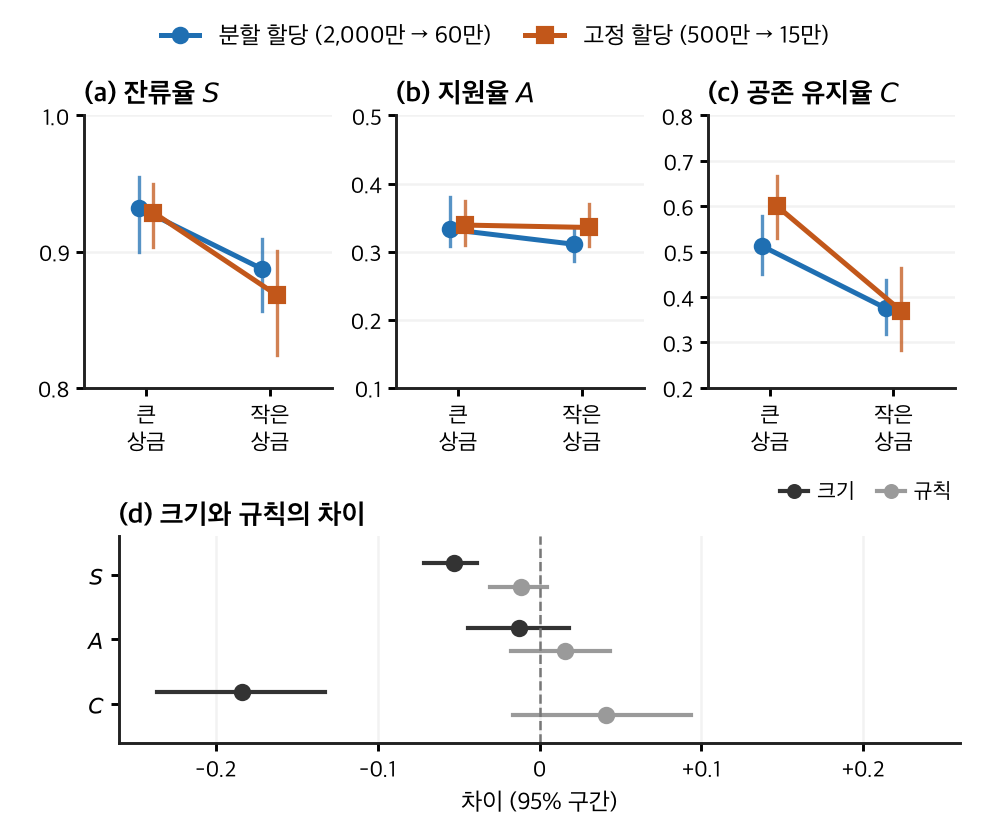 분할 할당 (2,000만 → 60만) 고정 할당 (500만 → 15만)
(a) 잔류율 S
1.0
0.9
0.8
큰
상금
작은
상금
(b) 지원율 A
0.5
0.4
0.3
0.2
0.1
큰
상금
작은
상금
(c) 공존 유지율 C
0.8
0.7
0.6
0.5
0.4
0.3
0.2
큰
상금
작은
상금
크기 규칙
(d) 크기와 규칙의 차이
S
A
C
-0.2 -0.1 0 +0.1 +0.2
차이 (95% 구간)